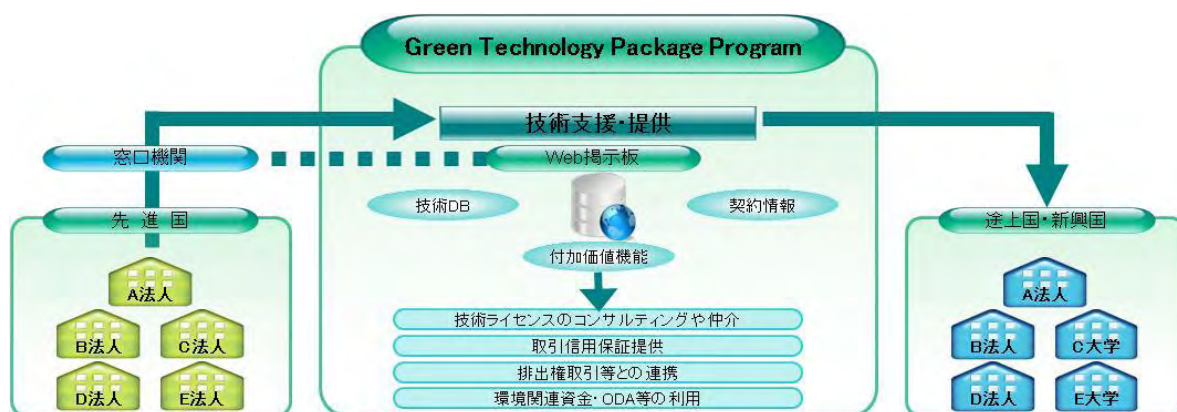 Green Technology Package Program
技術支援・提供
窓口機関
Web掲示板
技術DB
契約情報
付加価値機能
先進国
A法人
B法人
C法人
D法人
E法人
技術ライセンスのコンサルティングや仲介
取引信用保証提供
排出権取引等との連携
環境関連資金・ODA等の利用
途上国・新興国
A法人
B法人
C大学
D法人
E大学